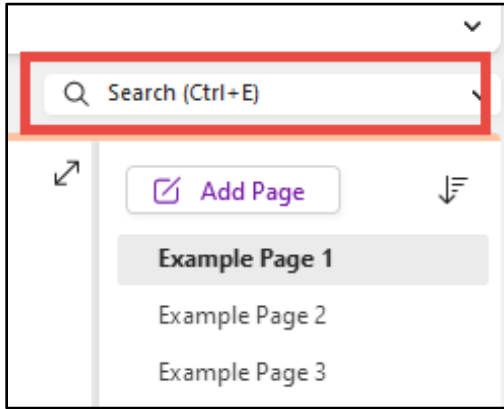 Search (Ctrl+E)
Add Page
Example Page 1
Example Page 2
Example Page 3